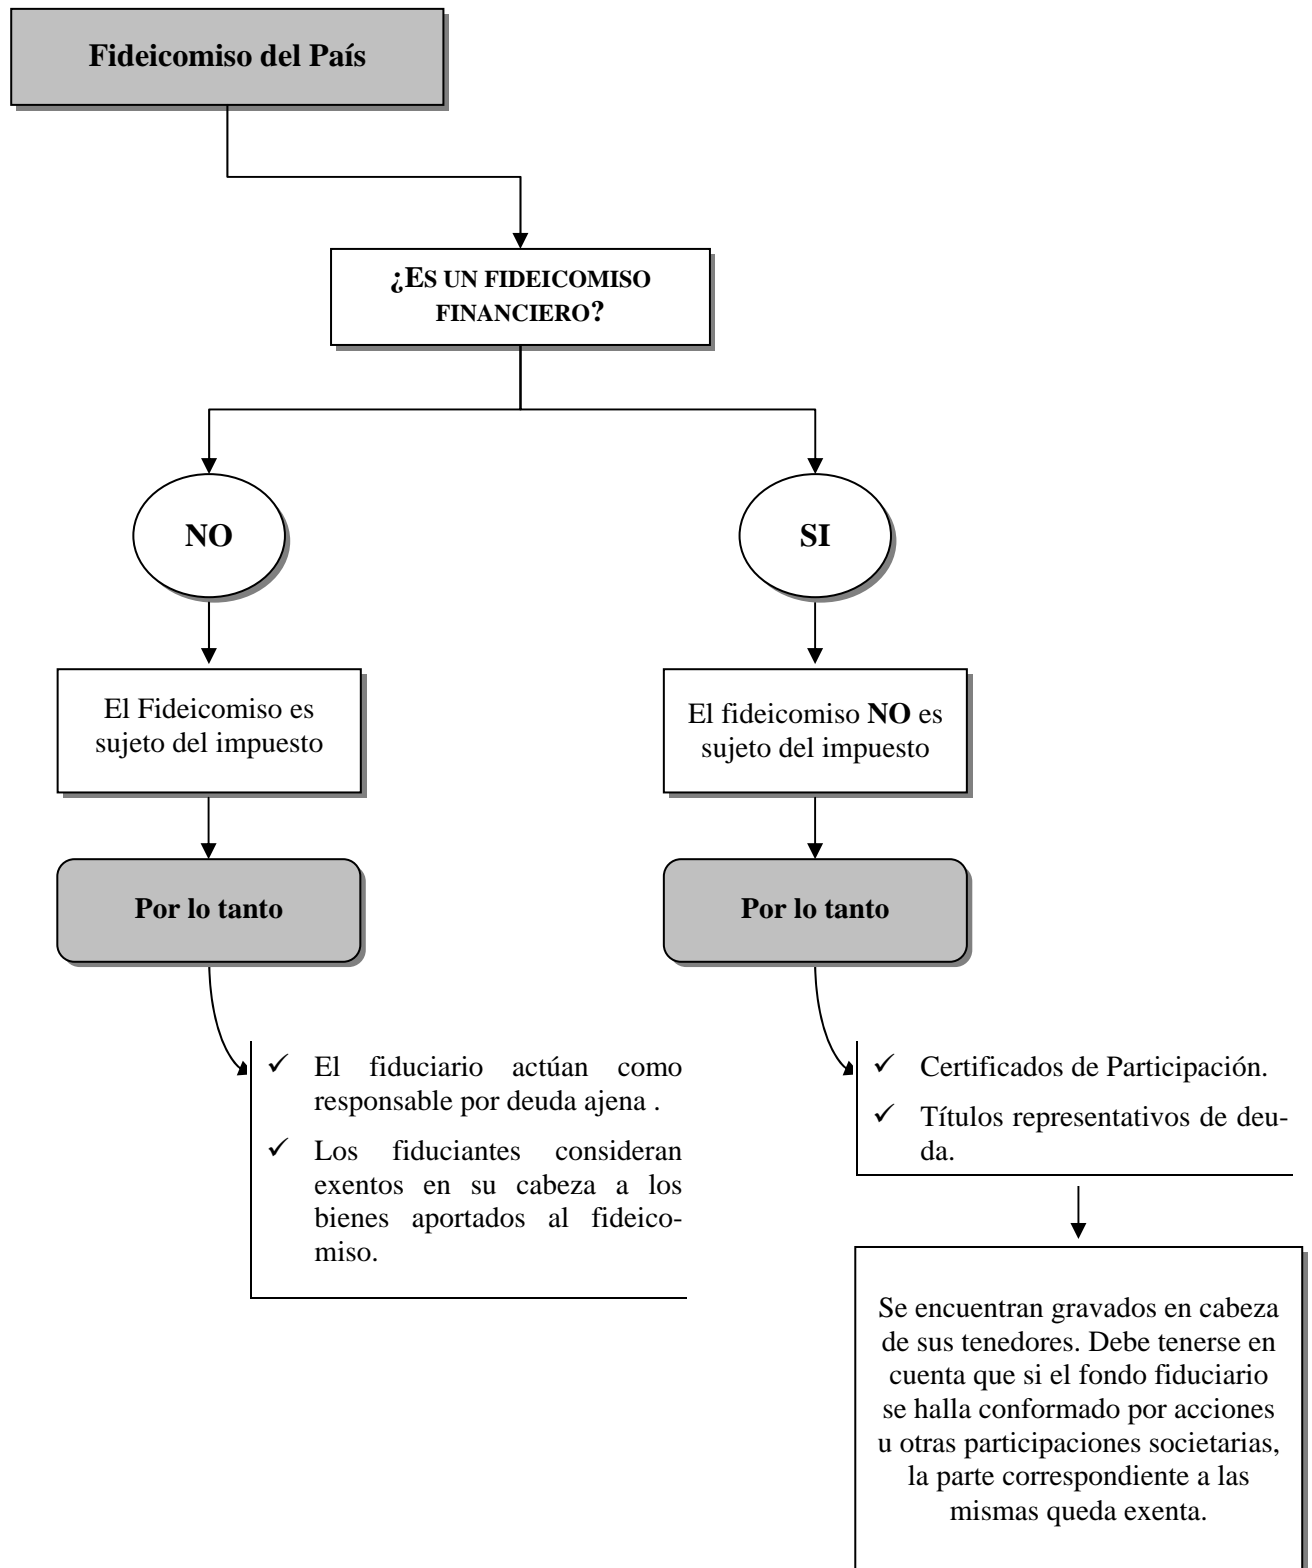 Fideicomiso del País
¿ES UN FIDEICOMISO
FINANCIERO?
NO
SI
El Fideicomiso es
sujeto del impuesto
El fideicomiso NO es
sujeto del impuesto
Por lo tanto
Por lo tanto
✓ El fiduciario actúan como
responsable por deuda ajena .
✓ Los fiduciantes consideran
exentos en su cabeza a los
bienes aportados al fideico-
miso.
✓ Certificados de Participación.
✓ Títulos representativos de deu-
da.
Se encuentran gravados en cabeza
de sus tenedores. Debe tenerse en
cuenta que si el fondo fiduciario
se halla conformado por acciones
u otras participaciones societarias,
la parte correspondiente a las
mismas queda exenta.